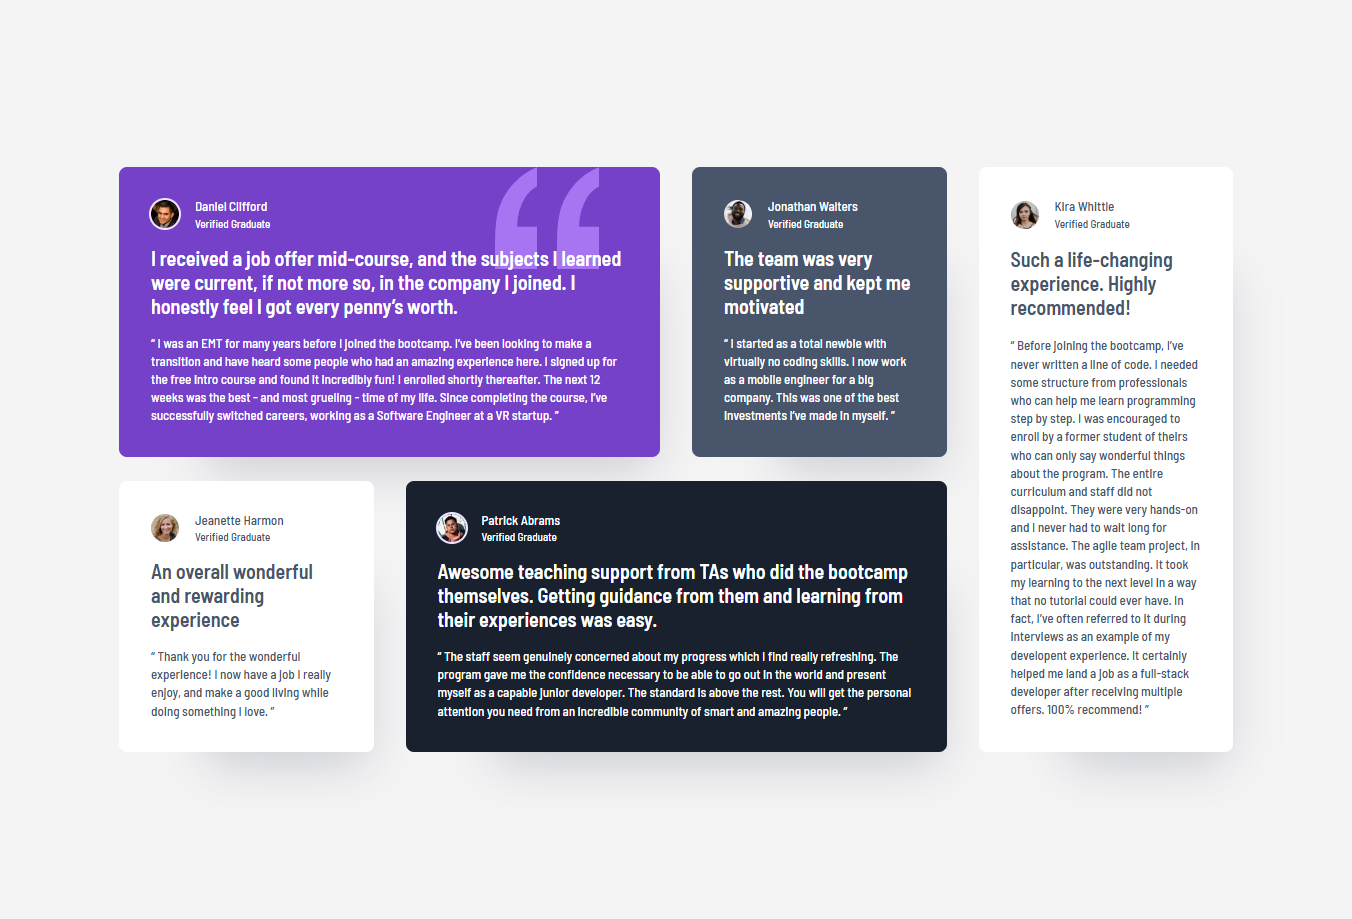 Daniel Clifford
Verified Graduate
I received a job offer mid-course, and the subjects I learned
were current, if not more so, in the company I joined. I
honestly feel I got every penny’s worth.
“ I was an EMT for many years before I joined the bootcamp. I’ve been looking to make a
transition and have heard some people who had an amazing experience here. I signed up for
the free intro course and found it incredibly fun! I enrolled shortly thereafter. The next 12
weeks was the best - and most grueling - time of my life. Since completing the course, I’ve
successfully switched careers, working as a Software Engineer at a VR startup. ”
Jonathan Walters
Verified Graduate
The team was very
supportive and kept me
motivated
“ I started as a total newbie with
virtually no coding skills. I now work
as a mobile engineer for a big
company. This was one of the best
investments I’ve made in myself. ”
Kira Whittle
Verified Graduate
Such a life-changing
experience. Highly
recommended!
“ Before joining the bootcamp, I’ve
never written a line of code. I needed
some structure from professionals
who can help me learn programming
step by step. I was encouraged to
enroll by a former student of theirs
who can only say wonderful things
about the program. The entire
curriculum and staff did not
disappoint. They were very hands-on
and I never had to wait long for
assistance. The agile team project, in
particular, was outstanding. It took
my learning to the next level in a way
that no tutorial could ever have. In
fact, I’ve often referred to it during
interviews as an example of my
developent experience. It certainly
helped me land a job as a full-stack
developer after receiving multiple
offers. 100% recommend! ”
Jeanette Harmon
Verified Graduate
An overall wonderful
and rewarding
experience
“ Thank you for the wonderful
experience! I now have a job I really
enjoy, and make a good living while
doing something I love. ”
Patrick Abrams
Verified Graduate
Awesome teaching support from TAs who did the bootcamp
themselves. Getting guidance from them and learning from
their experiences was easy.
“ The staff seem genuinely concerned about my progress which I find really refreshing. The
program gave me the confidence necessary to be able to go out in the world and present
myself as a capable junior developer. The standard is above the rest. You will get the personal
attention you need from an incredible community of smart and amazing people. ”